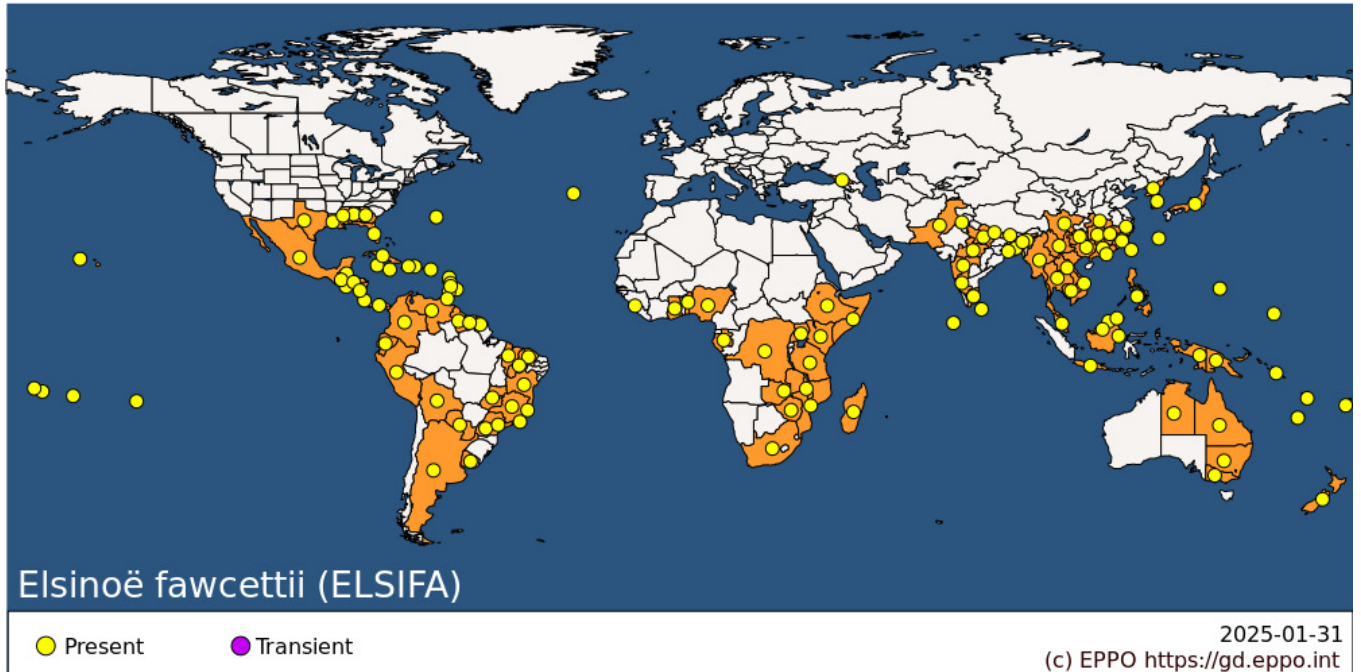 Elsinoë fawcettii (ELSIFA)
Present
Transient
2025-01-31
(c) EPPO https://gd.eppo.int